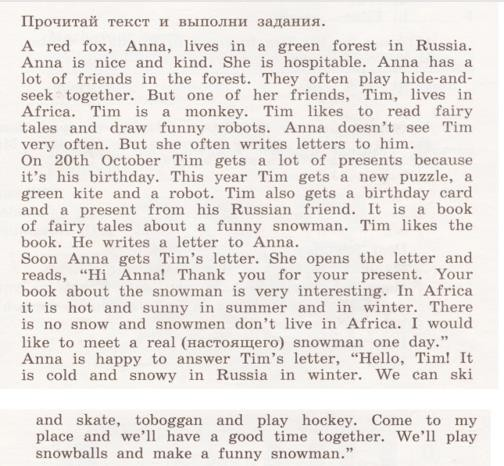 Прочитай текст и выполни задания.
A red fox, Anna, lives in a green forest in Russia.
Anna is nice and kind. She is hospitable. Anna has a
lot of friends in the forest. They often play hide-and-
seek together. But one of her friends, Tim, lives in
Africa. Tim is a monkey. Tim likes to read fairy
tales and draw funny robots. Anna doesn't see Tim
very often. But she often writes letters to him.
On 20th October Tim gets a lot of presents because
it's his birthday. This year Tim gets a new puzzle, a
green kite and a robot. Tim also gets a birthday card
and a present from his Russian friend. It is a book
of fairy tales about a funny snowman. Tim likes the
book. He writes a letter to Anna.
Soon Anna gets Tim's letter. She opens the letter and
reads, “Hi Anna! Thank you for your present. Your
book about the snowman is very interesting. In Africa
it is hot and sunny in summer and in winter. There
is no snow and snowmen don't live in Africa. I would
like to meet a real (настоящего) snowman one day.”
Anna is happy to answer Tim's letter, “Hello, Tim! It
is cold and snowy in Russia in winter. We can ski
and skate, toboggan and play hockey. Come to my
place and we'll have a good time together. We'll play
snowballs and make a funny snowman.”